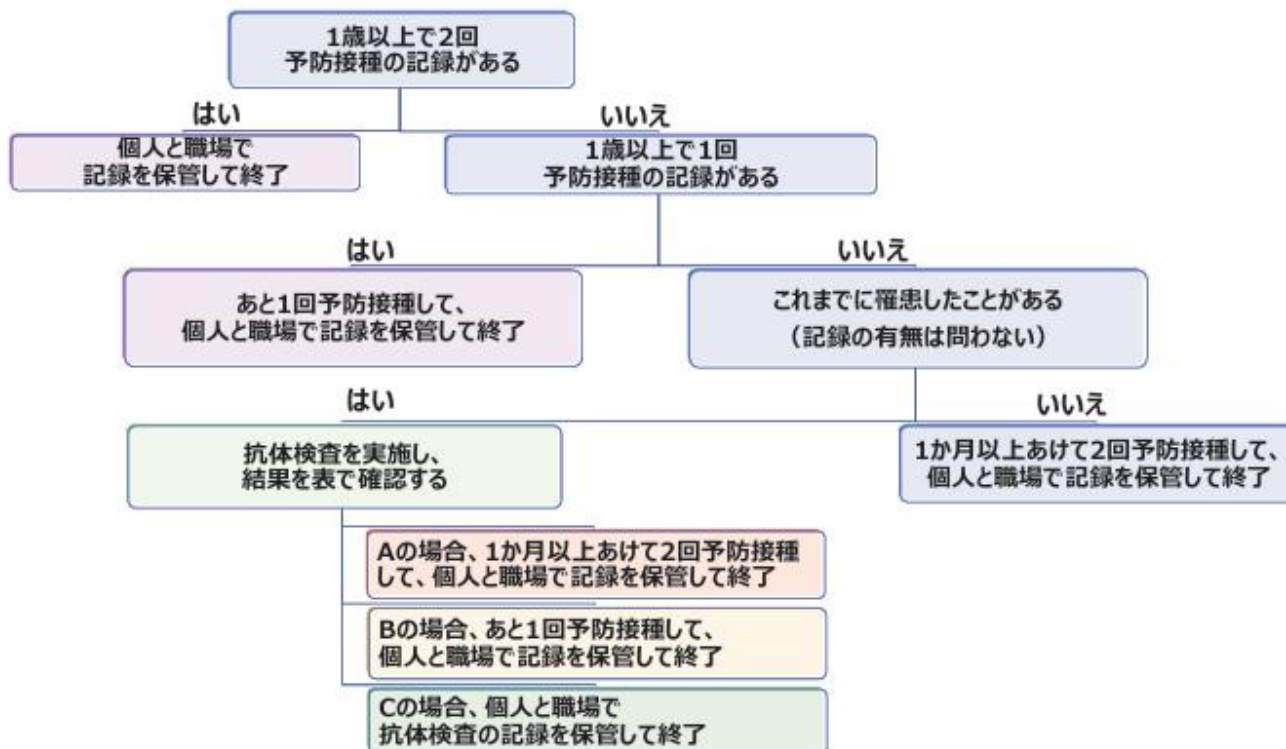 1歳以上で2回
予防接種の記録がある
はい
いいえ
個人と職場で
記録を保管して終了
1歳以上で1回
予防接種の記録がある
はい
いいえ
あと1回予防接種して、
個人と職場で記録を保管して終了
これまでに罹患したことがある
（記録の有無は問わない）
はい
いいえ
抗体検査を実施し、
結果を表で確認する
1か月以上あけて2回予防接種して、
個人と職場で記録を保管して終了
Aの場合、1か月以上あけて2回予防接種
して、個人と職場で記録を保管して終了
Bの場合、あと1回予防接種して、
個人と職場で記録を保管して終了
Cの場合、個人と職場で
抗体検査の記録を保管して終了